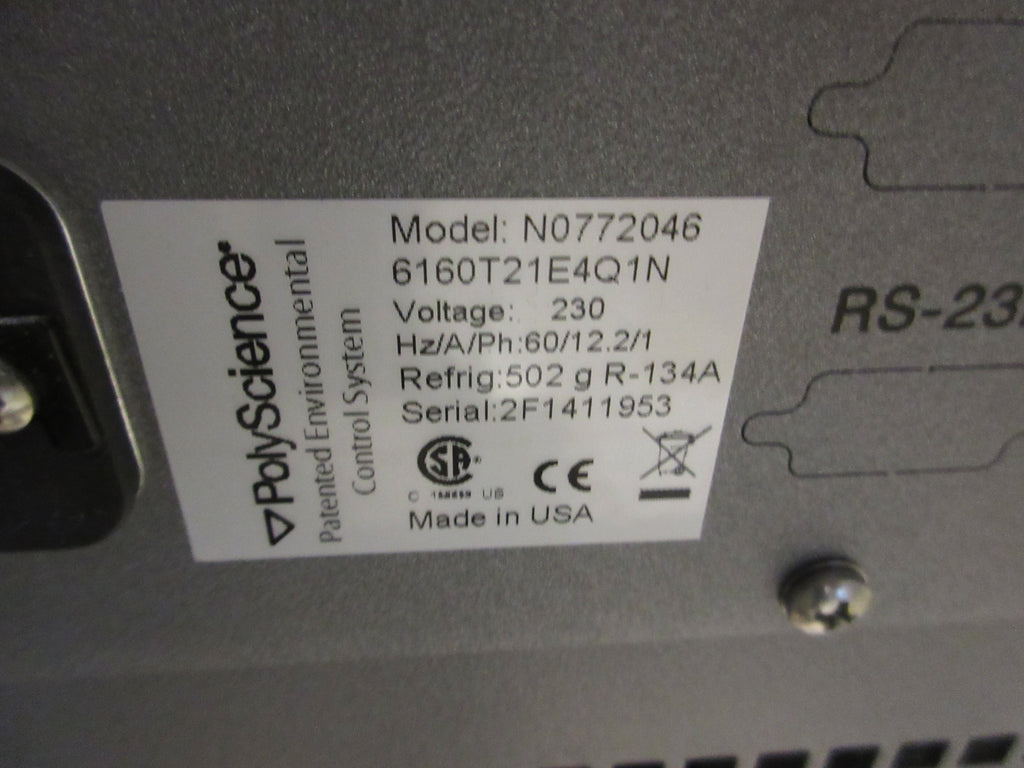 PolyScience
Patented Environmental
Control System
Model: N0772046
6160T21E4Q1N
Voltage: 230
Hz/A/Ph:60/12.2/1
Refrig:502 g R-134A
Serial:2F1411953
C US
CE
Made in USA
RS-23